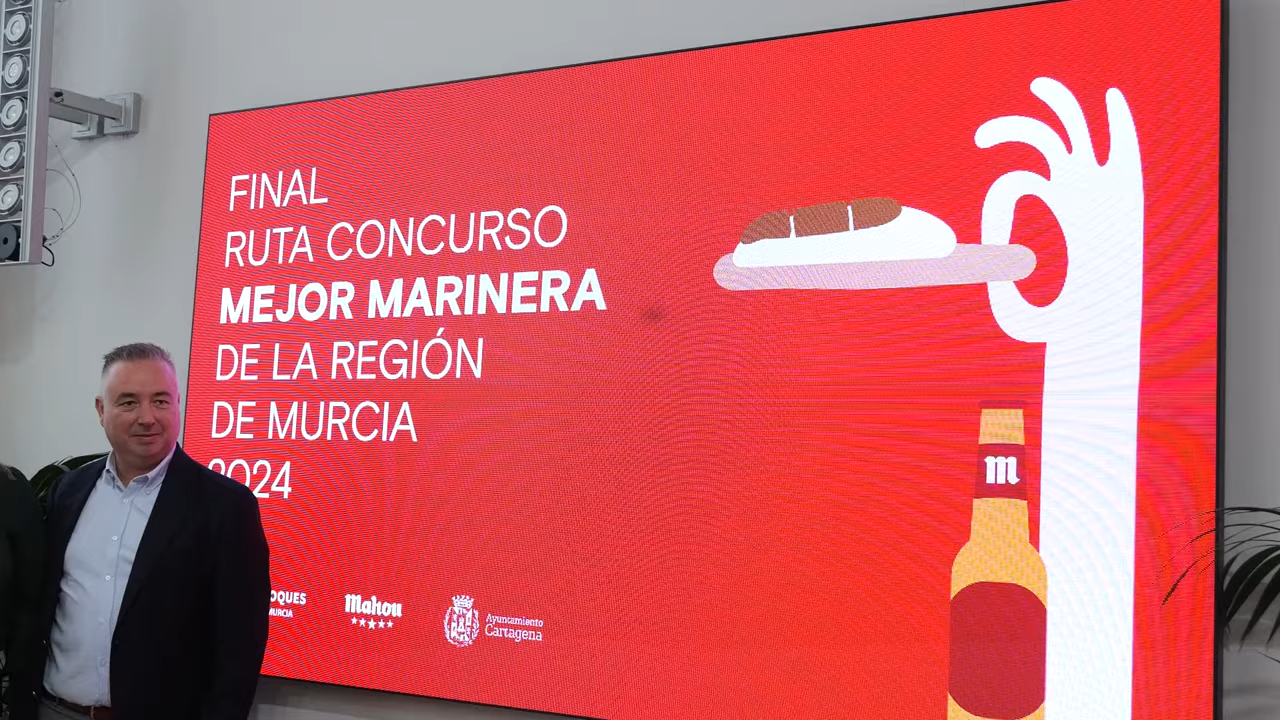 FINAL
RUTA CONCURSO
MEJOR MARINERA
DE LA REGIÓN
DE MURCIA
2024
MURCIA
Mahou
Ayuntamiento
Cartagena
m